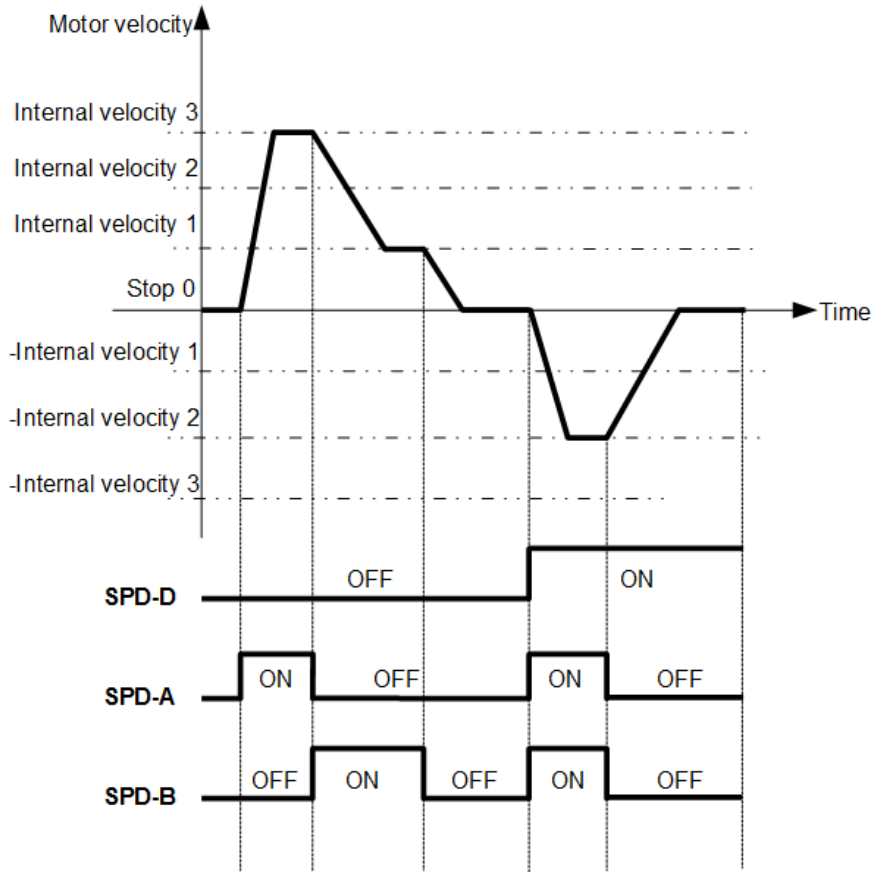 Motor velocity
Internal velocity 3
Internal velocity 2
Internal velocity 1
Stop 0
Time
-Internal velocity 1
-Internal velocity 2
-Internal velocity 3
SPD-D
OFF
ON
SPD-A
ON
OFF
ON
OFF
SPD-B
OFF
ON
OFF
ON
OFF